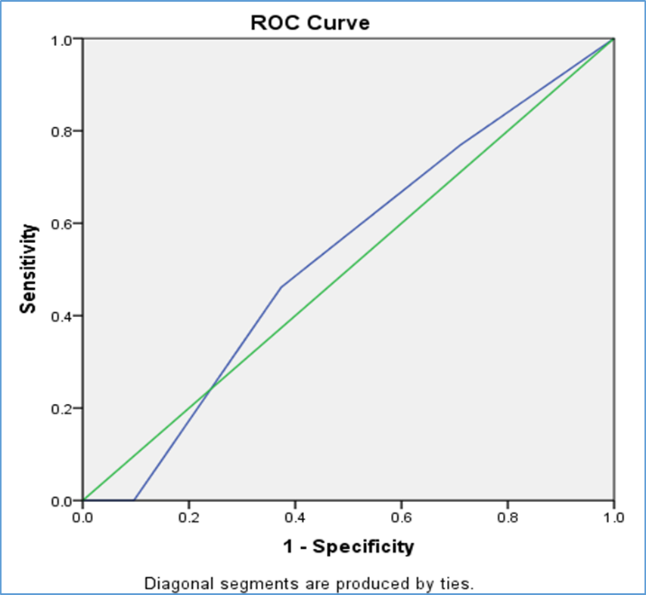 ROC Curve
1.0
0.8
0.6
0.4
0.2
0.0
Sensitivity
0.0 0.2 0.4 0.6 0.8 1.0
1 - Specificity
Diagonal segments are produced by ties.